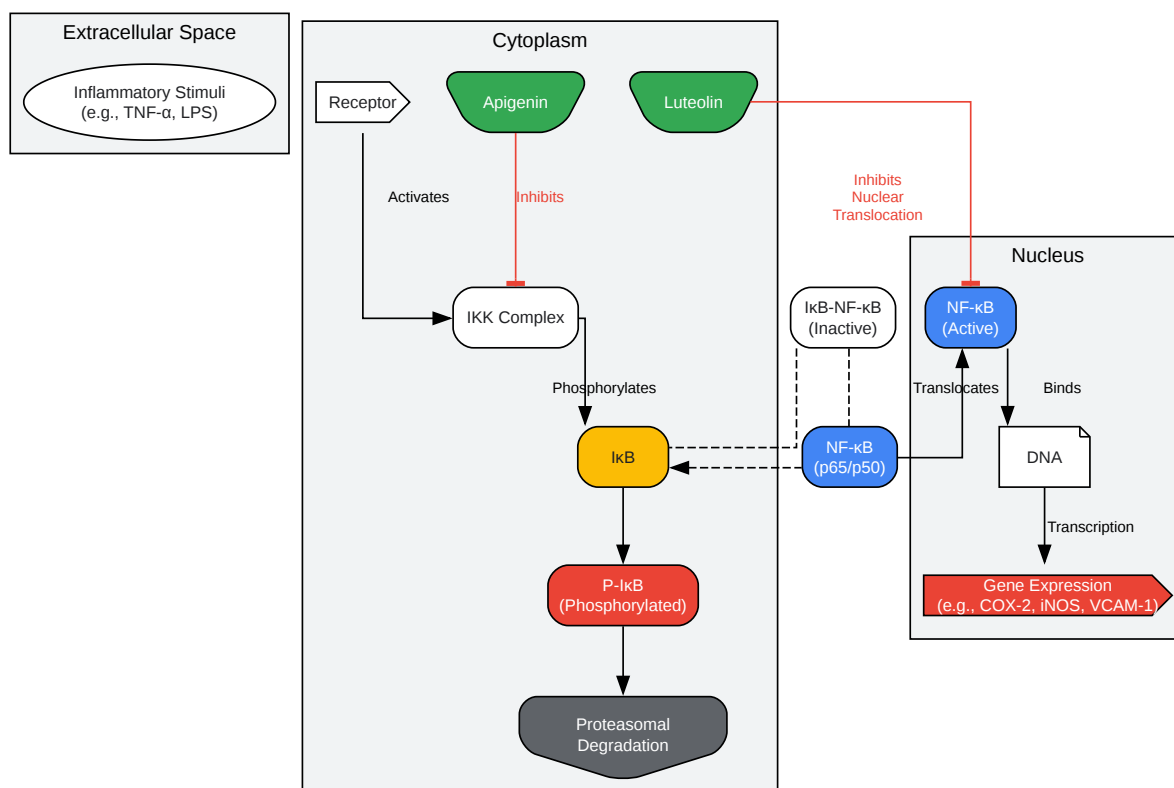 Extracellular Space
Inflammatory Stimuli
(e.g., TNF-α, LPS)
Cytoplasm
Receptor
Apigenin
Luteolin
Activates
Inhibits
Inhibits
Nuclear
Translocation
Nucleus
IKK Complex
IκB-NF-κB
(Inactive)
NF-κB
(Active)
Phosphorylates
Translocates
Binds
IκB
NF-κB
(p65/p50)
DNA
Transcription
P-IκB
(Phosphorylated)
Gene Expression
(e.g., COX-2, iNOS, VCAM-1)
Proteasomal
Degradation